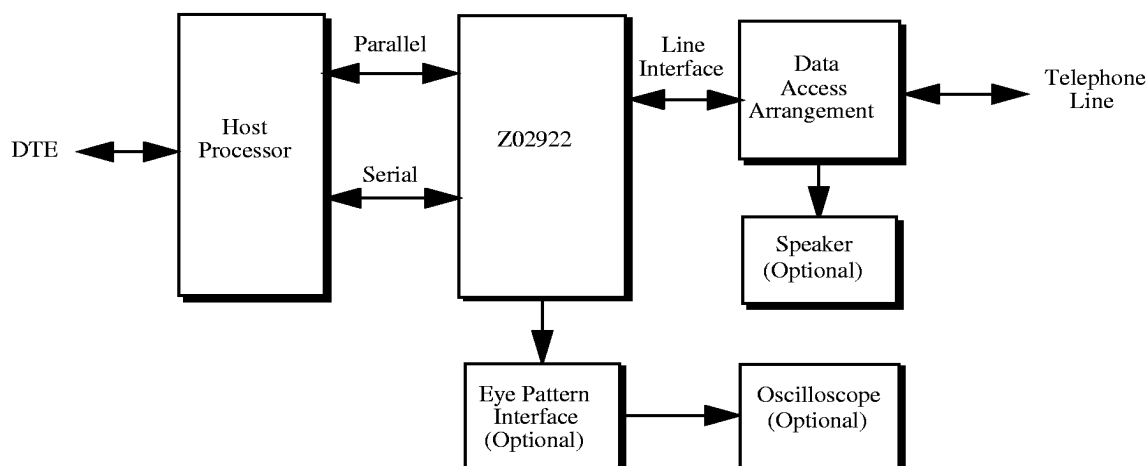 DTE
Host
Processor
Parallel
Serial
Z02922
Line
Interface
Data
Access
Arrangement
Telephone
Line
Speaker
(Optional)
Eye Pattern
Interface
(Optional)
Oscilloscope
(Optional)